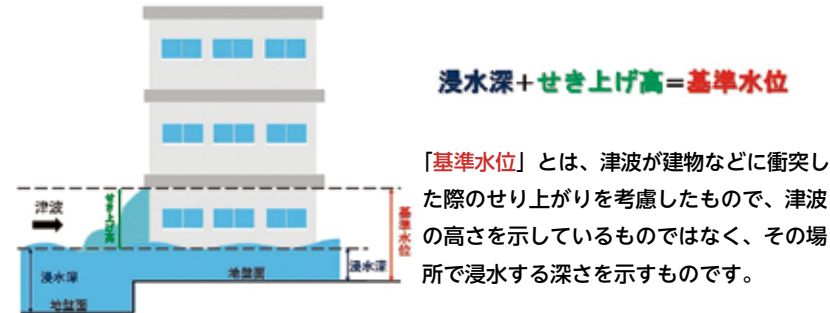 浸水深+せき上げ高=基準水位
「基準水位」とは、津波が建物などに衝突し
た際のせり上がりを考慮したもので、津波
の高さを示しているものではなく、その場
所で浸水する深さを示すものです。
津波
せき上げ高
基準水位
浸水深
地盤面
浸水深
地盤面